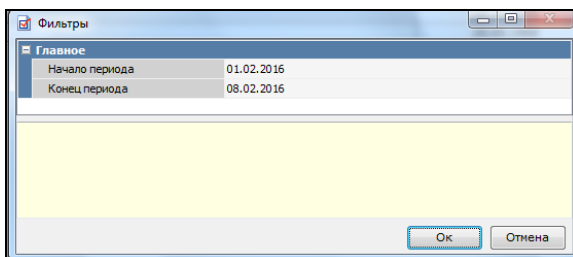 Фильтры
Главное
Начало периода 01.02.2016
Конец периода 08.02.2016
Ок Отмена